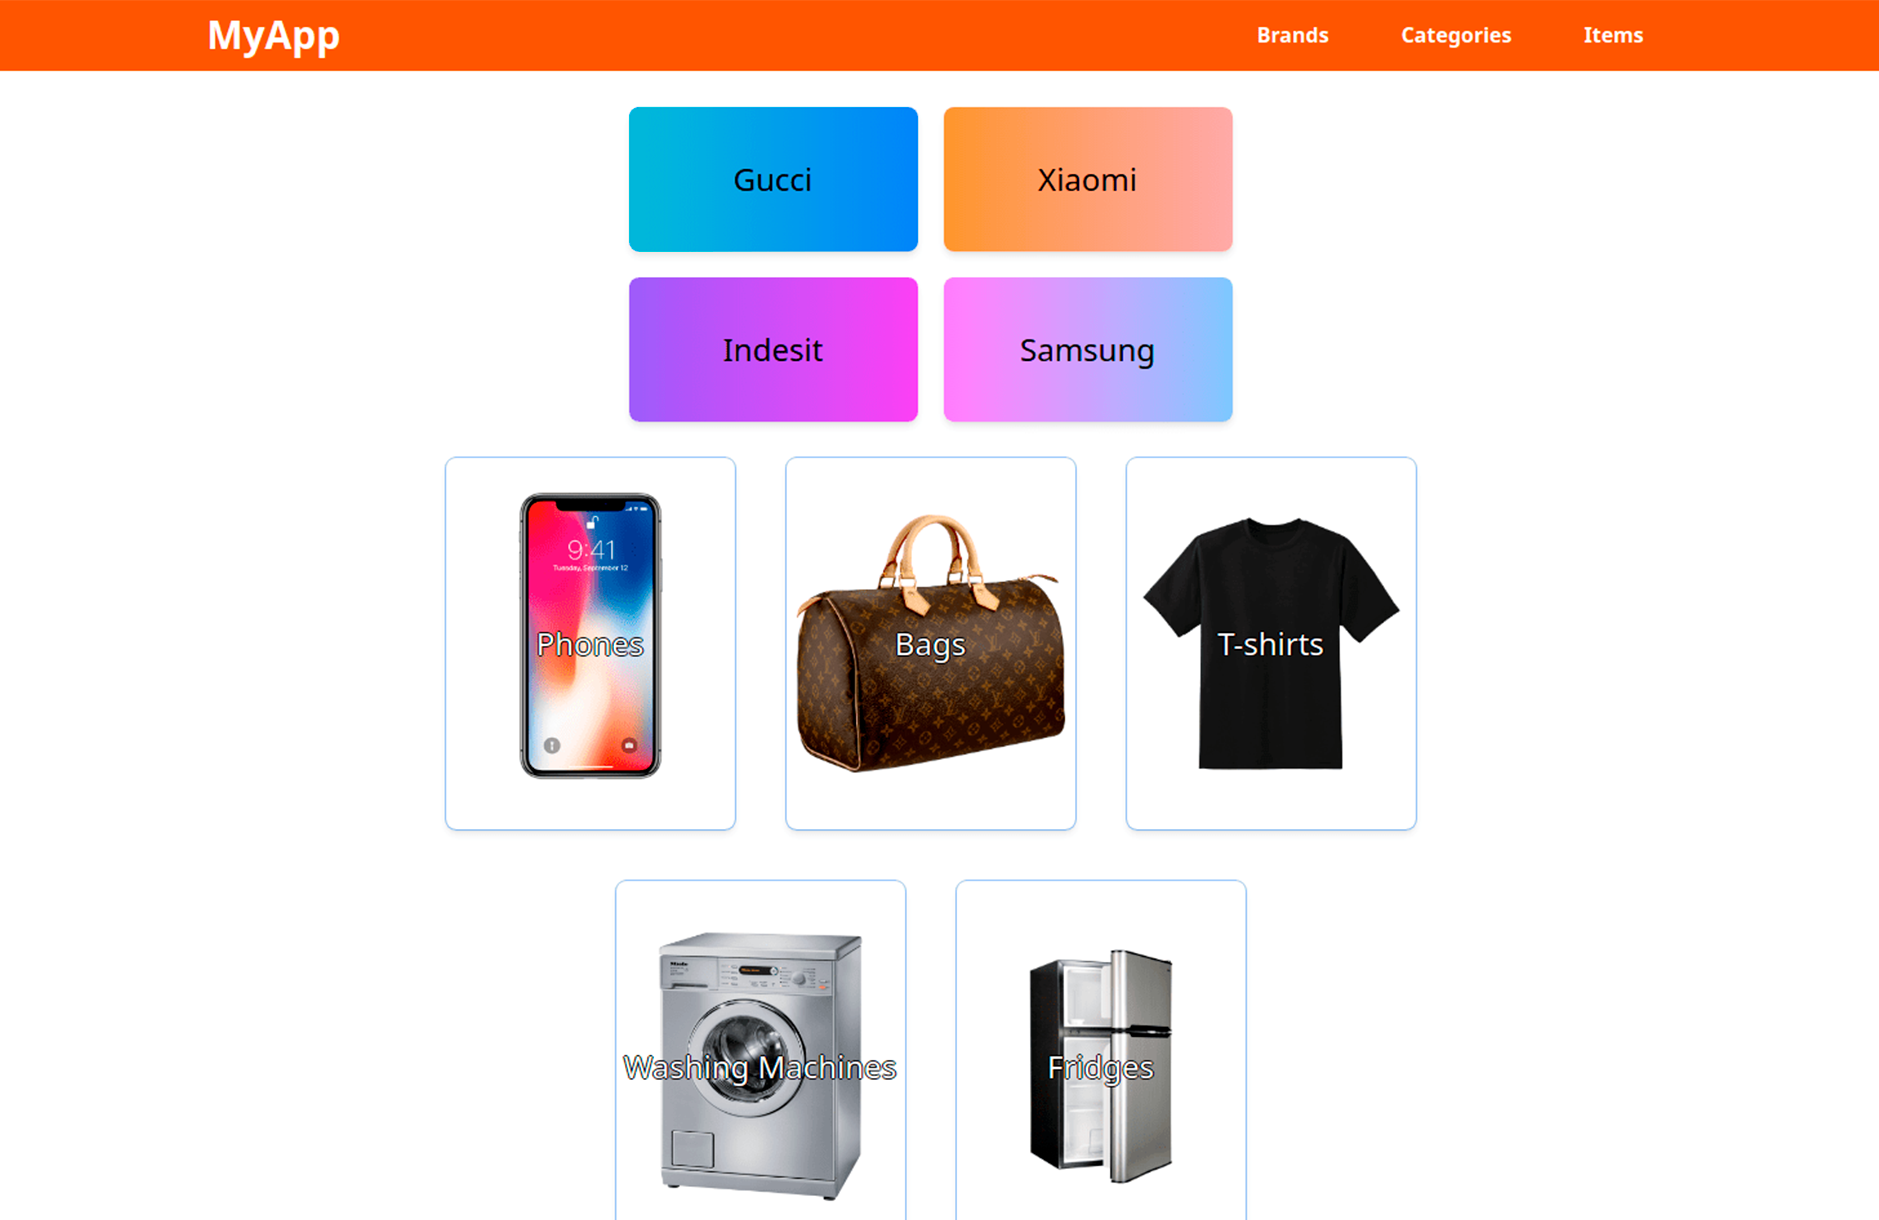 MyApp
Brands Categories Items
Gucci Xiaomi
Indesit Samsung
9:41
Tuesday, September 12
Phones Bags T-shirts
Miele
Washing Machines Fridges